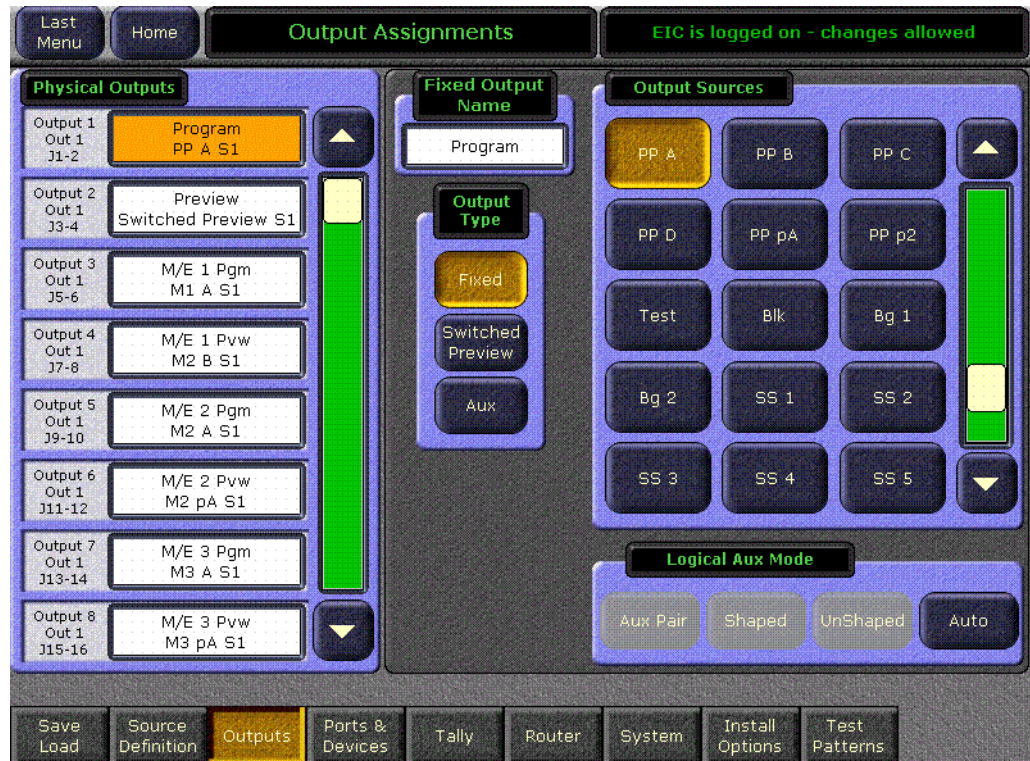 Last
Menu
Home
Output Assignments
EIC is logged on - changes allowed
Physical Outputs
Output 1
Out 1
J1-2
Program
PP A S1
Output 2
Out 1
J3-4
Preview
Switched Preview S1
Output 3
Out 1
J5-6
M/E 1 Pgm
M1 A S1
Output 4
Out 1
J7-8
M/E 1 Pvw
M2 B S1
Output 5
Out 1
J9-10
M/E 2 Pgm
M2 A S1
Output 6
Out 1
J11-12
M/E 2 Pvw
M2 pA S1
Output 7
Out 1
J13-14
M/E 3 Pgm
M3 A S1
Output 8
Out 1
J15-16
M/E 3 Pvw
M3 pA S1
Fixed Output
Name
Program
Output
Type
Fixed
Switched
Preview
Aux
Output Sources
PP A
PP B
PP C
PP D
PP pA
PP p2
Test
Blk
Bg 1
Bg 2
SS 1
SS 2
SS 3
SS 4
SS 5
Logical Aux Mode
Aux Pair
Shaped
UnShaped
Auto
Save
Load
Source
Definition
Outputs
Ports &
Devices
Tally
Router
System
Install
Options
Test
Patterns